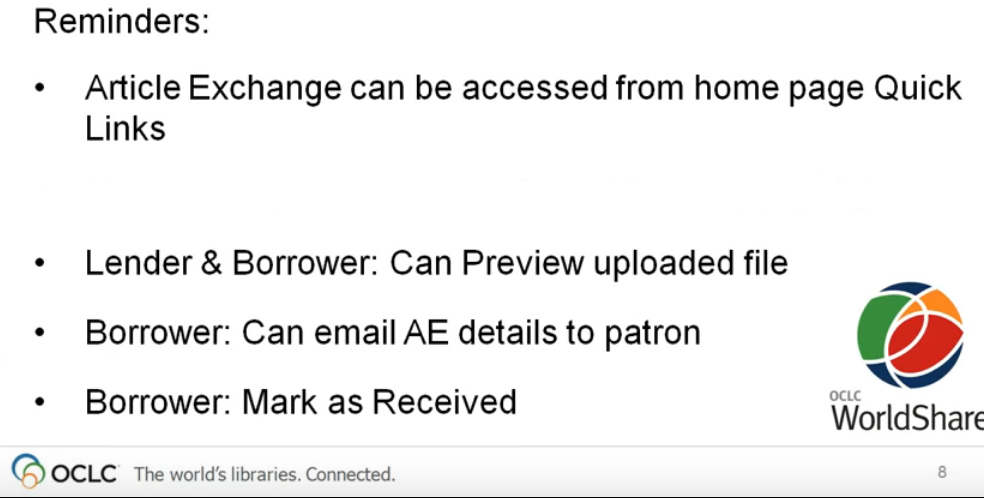 Reminders:
• Article Exchange can be accessed from home page Quick
Links
• Lender & Borrower: Can Preview uploaded file
• Borrower: Can email AE details to patron
• Borrower: Mark as Received
OCLC
WorldShare
OCLC The world's libraries. Connected.
8